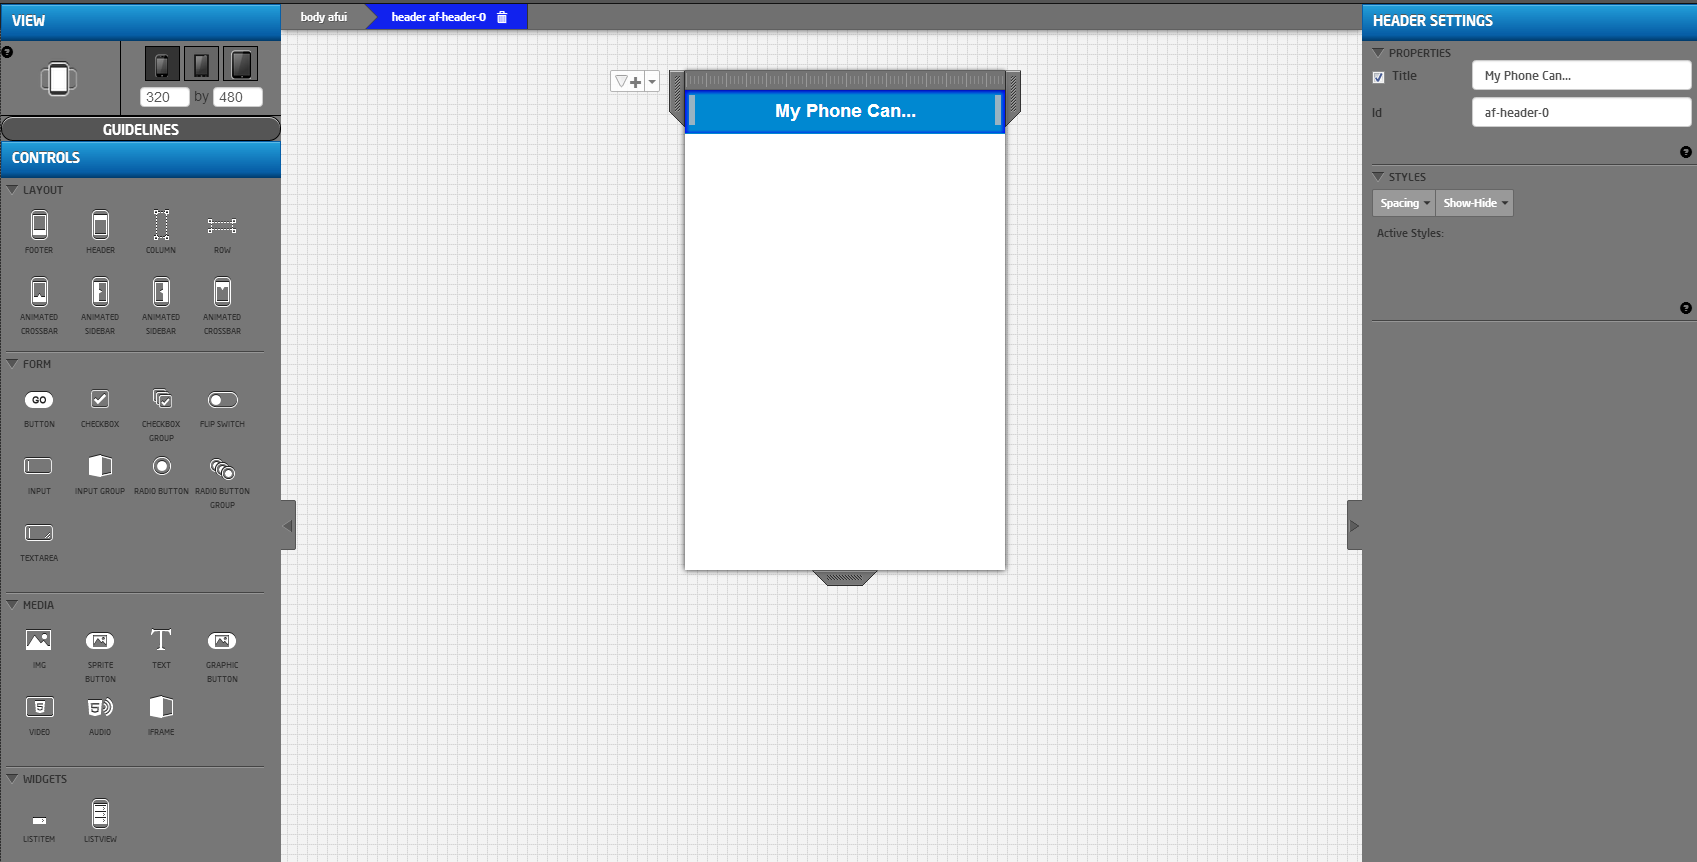 VIEW
body afui
header af-header-0
HEADER SETTINGS
320 by 480
GUIDELINES
CONTROLS
LAYOUT
FOOTER
HEADER
COLUMN
ROW
ANIMATED CROSSBAR
ANIMATED SIDEBAR
ANIMATED SIDEBAR
ANIMATED CROSSBAR
FORM
GO
BUTTON
CHECKBOX
CHECKBOX GROUP
FLIP SWITCH
INPUT
INPUT GROUP
RADIO BUTTON
RADIO BUTTON GROUP
TEXTAREA
MEDIA
IMG
SPRITE BUTTON
T
TEXT
GRAPHIC BUTTON
5
VIDEO
5
AUDIO
IFRAME
WIDGETS
LISTITEM
LISTVIEW
My Phone Can...
PROPERTIES
Title
My Phone Can...
Id
af-header-0
STYLES
Spacing
Show-Hide
Active Styles: